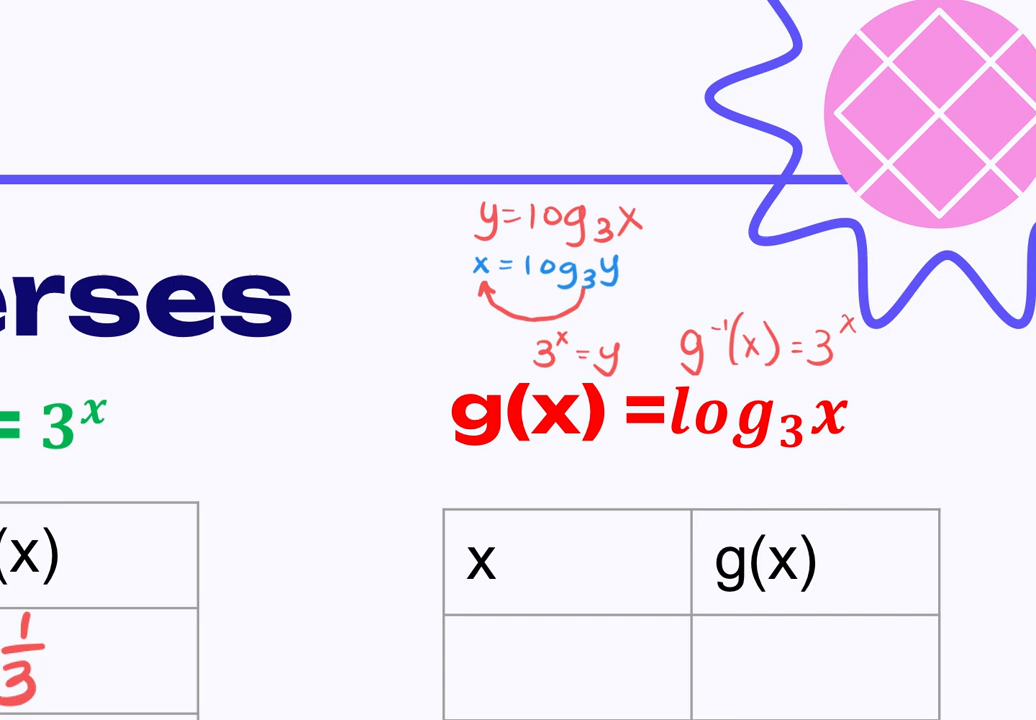 y=log₃x
x=log₃y
3ˣ=y
g⁻¹(x)=3ˣ
erses
= 3ˣ
g(x) =log₃x
(x)
x
g(x)
1/3